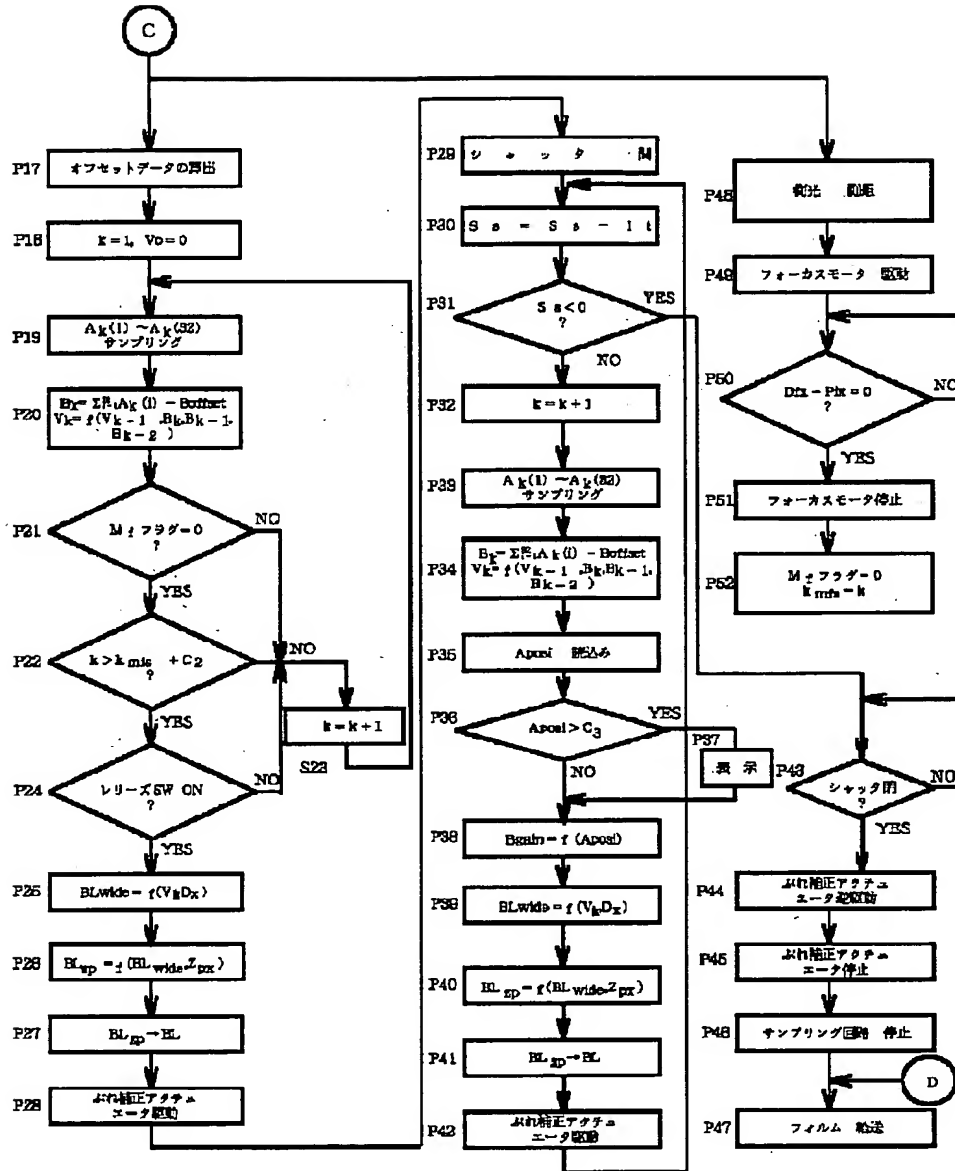 C
P17
オフセットデータの算出
P18
k=1, Vo=0
P19
Ak(1) ~Ak(32)
サンプリング
P20
Ak(i) - Boffset
Vk= f(Vk-1 ,Bk,Bk-1,
Bk-2 )
P21
Mfフラグ=0
?
NO
YES
P22
k>k + C2
?
NO
YES
k=k+1
S23
P24
レリーズSW ON
?
NO
YES
P25
BLwide= f(VkDx)
P26
BLzp = f(BLwide,Zpx)
P27
BLzp→BL
P28
ぶれ補正アクチュ
エータ駆動
P29
シャッタ 開
P30
Ss = Ss - 1t
P31
Ss<0
?
YES
NO
P32
k=k+1
P39
Ak(1) ~Ak(32)
サンプリング
P34
Ak(i) - Boffset
Vk= f(Vk-1 ,Bk,Bk-1,
Bk-2 )
P35
Aposi 読込み
P36
Aposi>C3
?
YES
NO
P37
表示
P38
Bgain=f (Aposi)
P39
BLwide=f(VkDx)
P40
BLzp=f(BLwide,Zpx)
P41
BLzp→BL
P42
ぶれ補正アクチュ
エータ駆動
P48
P49
フォーカスモータ 駆動
P50
Dfx-Pfx=0
?
NO
YES
P51
フォーカスモータ停止
P52
Mfフラグ=0
kmfs=k
P43
シャッタ閉
?
NO
YES
P44
ぶれ補正アクチュ
エータ逆駆動
P45
ぶれ補正アクチュ
エータ停止
P46
サンプリング回路 停止
D
P47
フィルム 給送